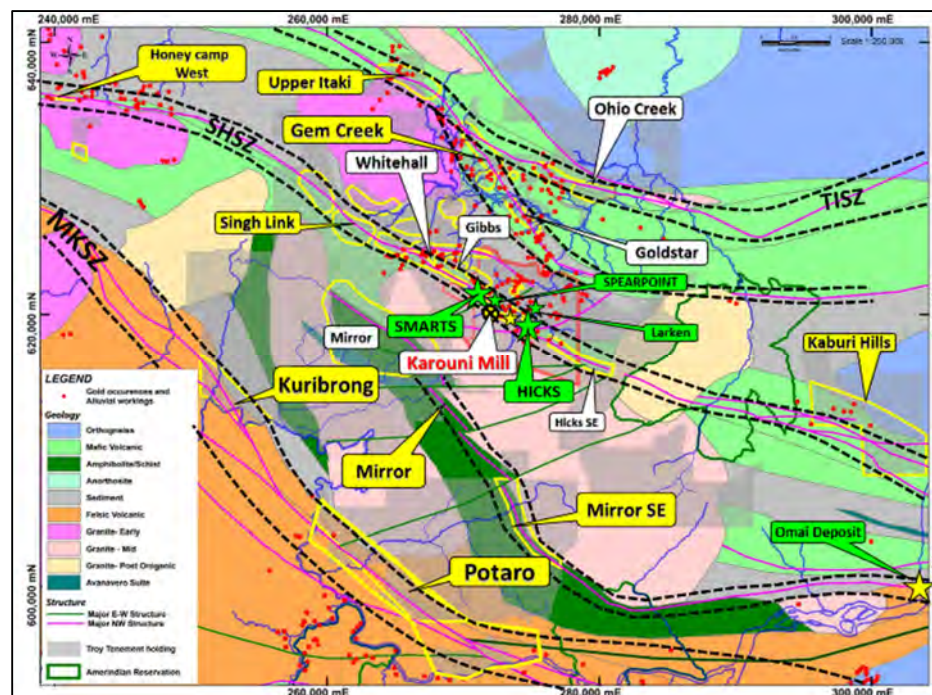 240,000 mE
260,000 mE
280,000 mE
300,000 mE
640,000 mN
620,000 mN
600,000 mN
Honey camp
West
Upper Itaki
Scale 1:250,000
Ohio Creek
Gem Creek
SHSZ
Whitehall
TISZ
Singh Link
Gibbs
Goldstar
MKSZ
SPEARPOINT
SMARTS
Larken
Mirror
Karouni Mill
HICKS
Kaburi Hills
Kuribrong
Hicks SE
Mirror
Mirror SE
Omai Deposit
Potaro
LEGEND
Gold occurences and
Alluvial workings
Geology
Orthogneiss
Mafic Volcanic
Amphibolite/Schist
Anorthosite
Sediment
Felsic Volcanic
Granite- Early
Granite - Mid
Granite- Post Orogianic
Avanavero Suite
Structure
Major E-W Structure
Major NW Structure
Troy Tenement holding
Amerindian Reservation
260,000 mE
280,000 mE
300,000 mE